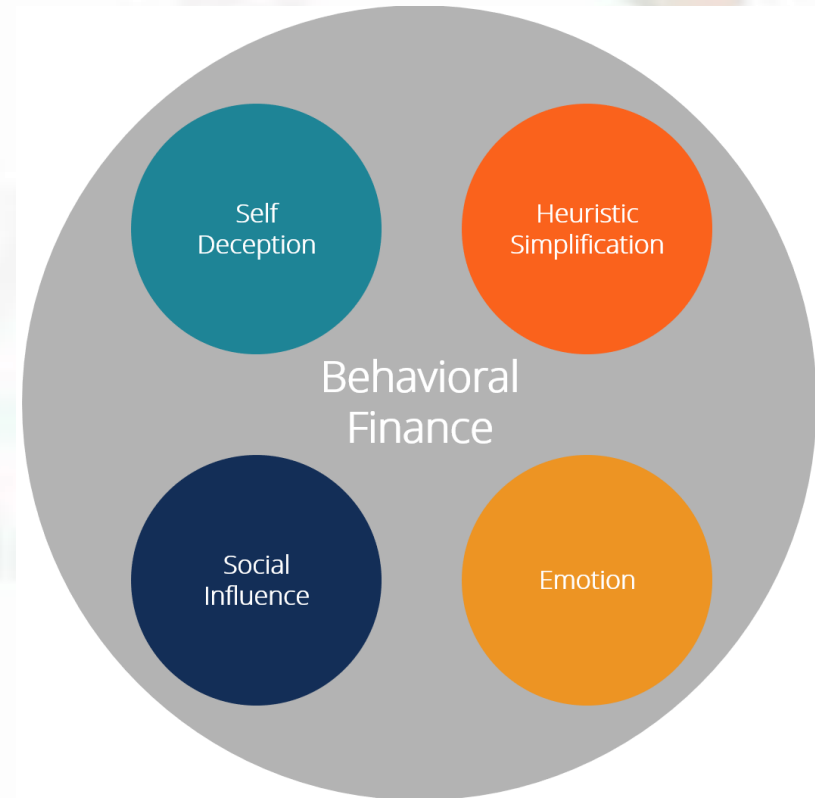 Self
Deception
Heuristic
Simplification
Behavioral
Finance
Social
Influence
Emotion